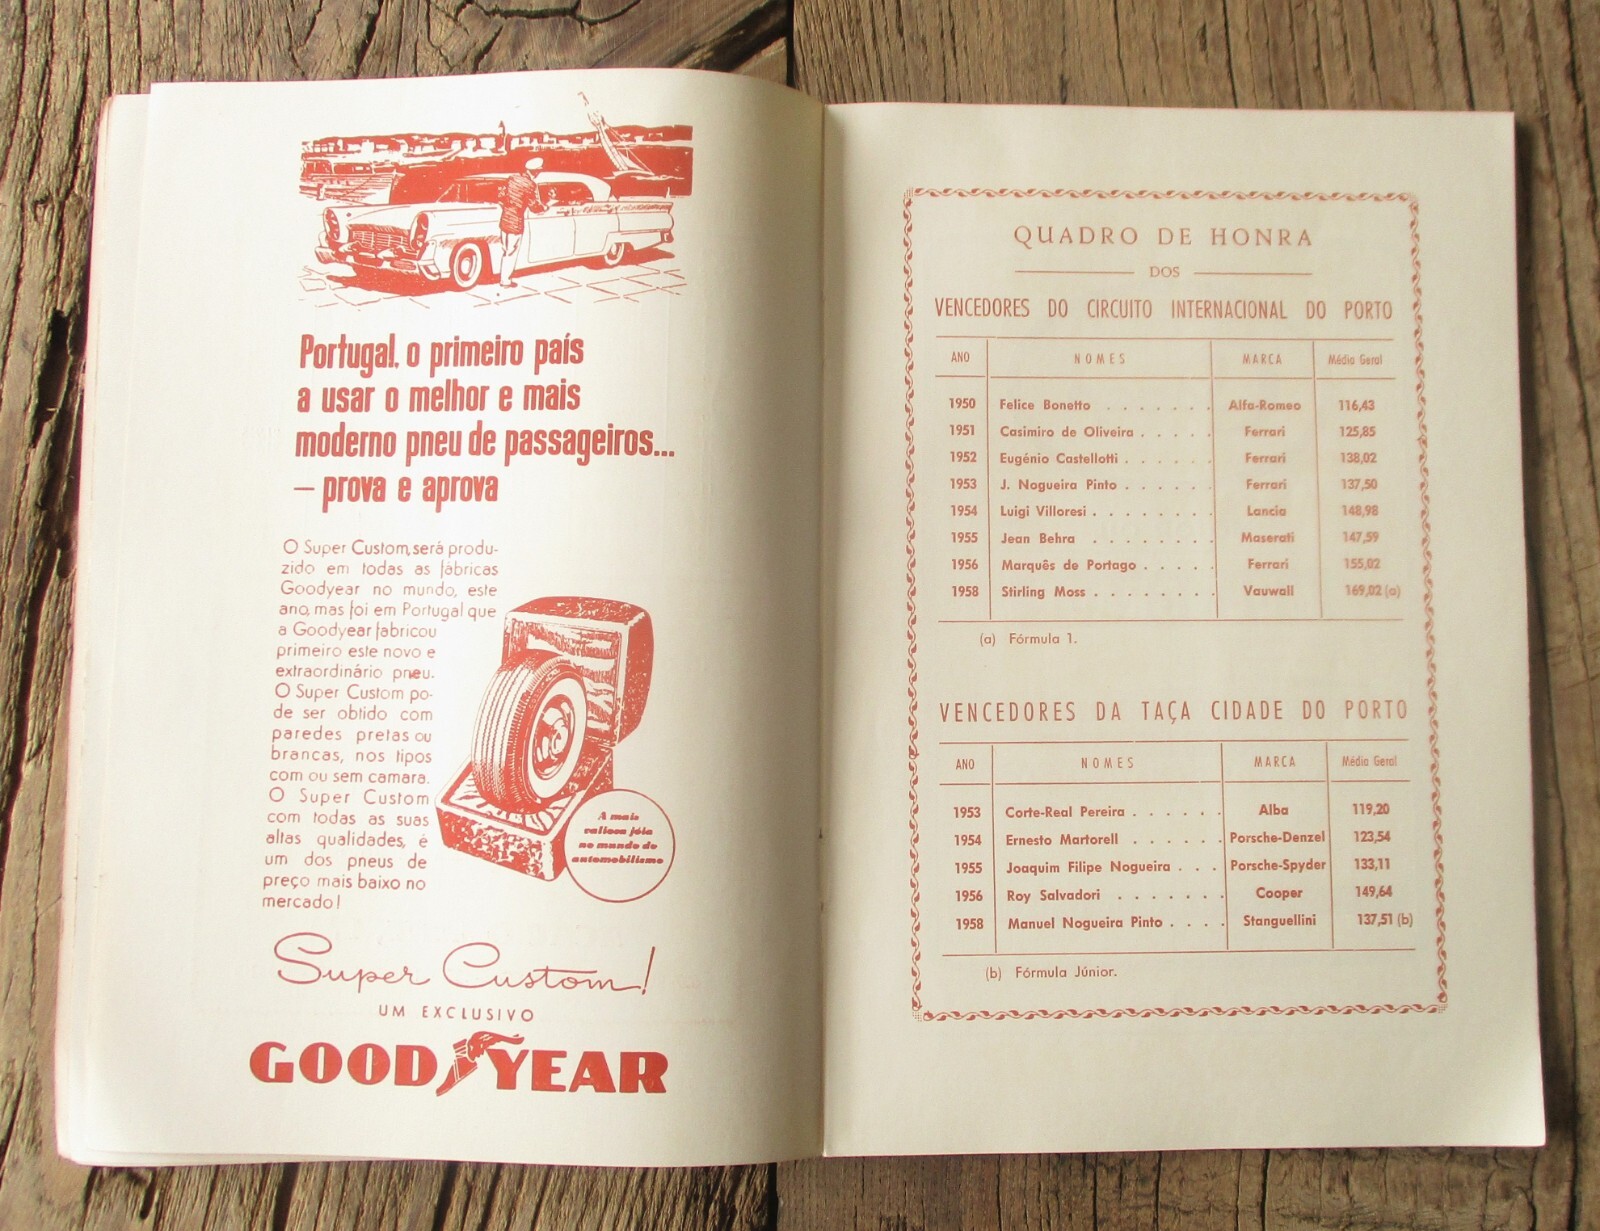 Portugal, o primeiro país
a usar o melhor e mais
moderno pneu de passageiros...
— prova e aprova
O Super Custom, será produ-
zido em todas as fábricas
Goodyear no mundo, este
ano, mas foi em Portugal que
a Goodyear fabricou
primeiro este novo e
extraordinário pneu.
O Super Custom po-
de ser obtido com
paredes pretas ou
brancas, nos tipos
com ou sem camara.
O Super Custom
com todas as suas
altas qualidades, é
um dos pneus de
preço mais baixo no
mercado!
A mais
valiosa jóia
no mundo do
automobilismo
Super Custom!
UM EXCLUSIVO
GOODYEAR
QUADRO DE HONRA
DOS
VENCEDORES DO CIRCUITO INTERNACIONAL DO PORTO
ANO NOMES MARCA Média Geral
1950 Felice Bonetto . . . . . . . Alfa-Romeo 116,43
1951 Casimiro de Oliveira . . . . . Ferrari 125,85
1952 Eugénio Castellotti . . . . . . Ferrari 138,02
1953 J. Nogueira Pinto . . . . . . Ferrari 137,50
1954 Luigi Villoresi . . . . . . . . Lancia 148,98
1955 Jean Behra . . . . . . . . Maserati 147,59
1956 Marquês de Portago . . . . . Ferrari 155,02
1958 Stirling Moss . . . . . . . . Vauwall 169,02 (a)
(a) Fórmula 1.
VENCEDORES DA TAÇA CIDADE DO PORTO
ANO NOMES MARCA Média Geral
1953 Corte-Real Pereira . . . . . . Alba 119,20
1954 Ernesto Martorell . . . . . . Porsche-Denzel 123,54
1955 Joaquim Filipe Nogueira . . . Porsche-Spyder 133,11
1956 Roy Salvadori . . . . . . . Cooper 149,64
1958 Manuel Nogueira Pinto . . . . Stanguellini 137,51 (b)
(b) Fórmula Júnior.